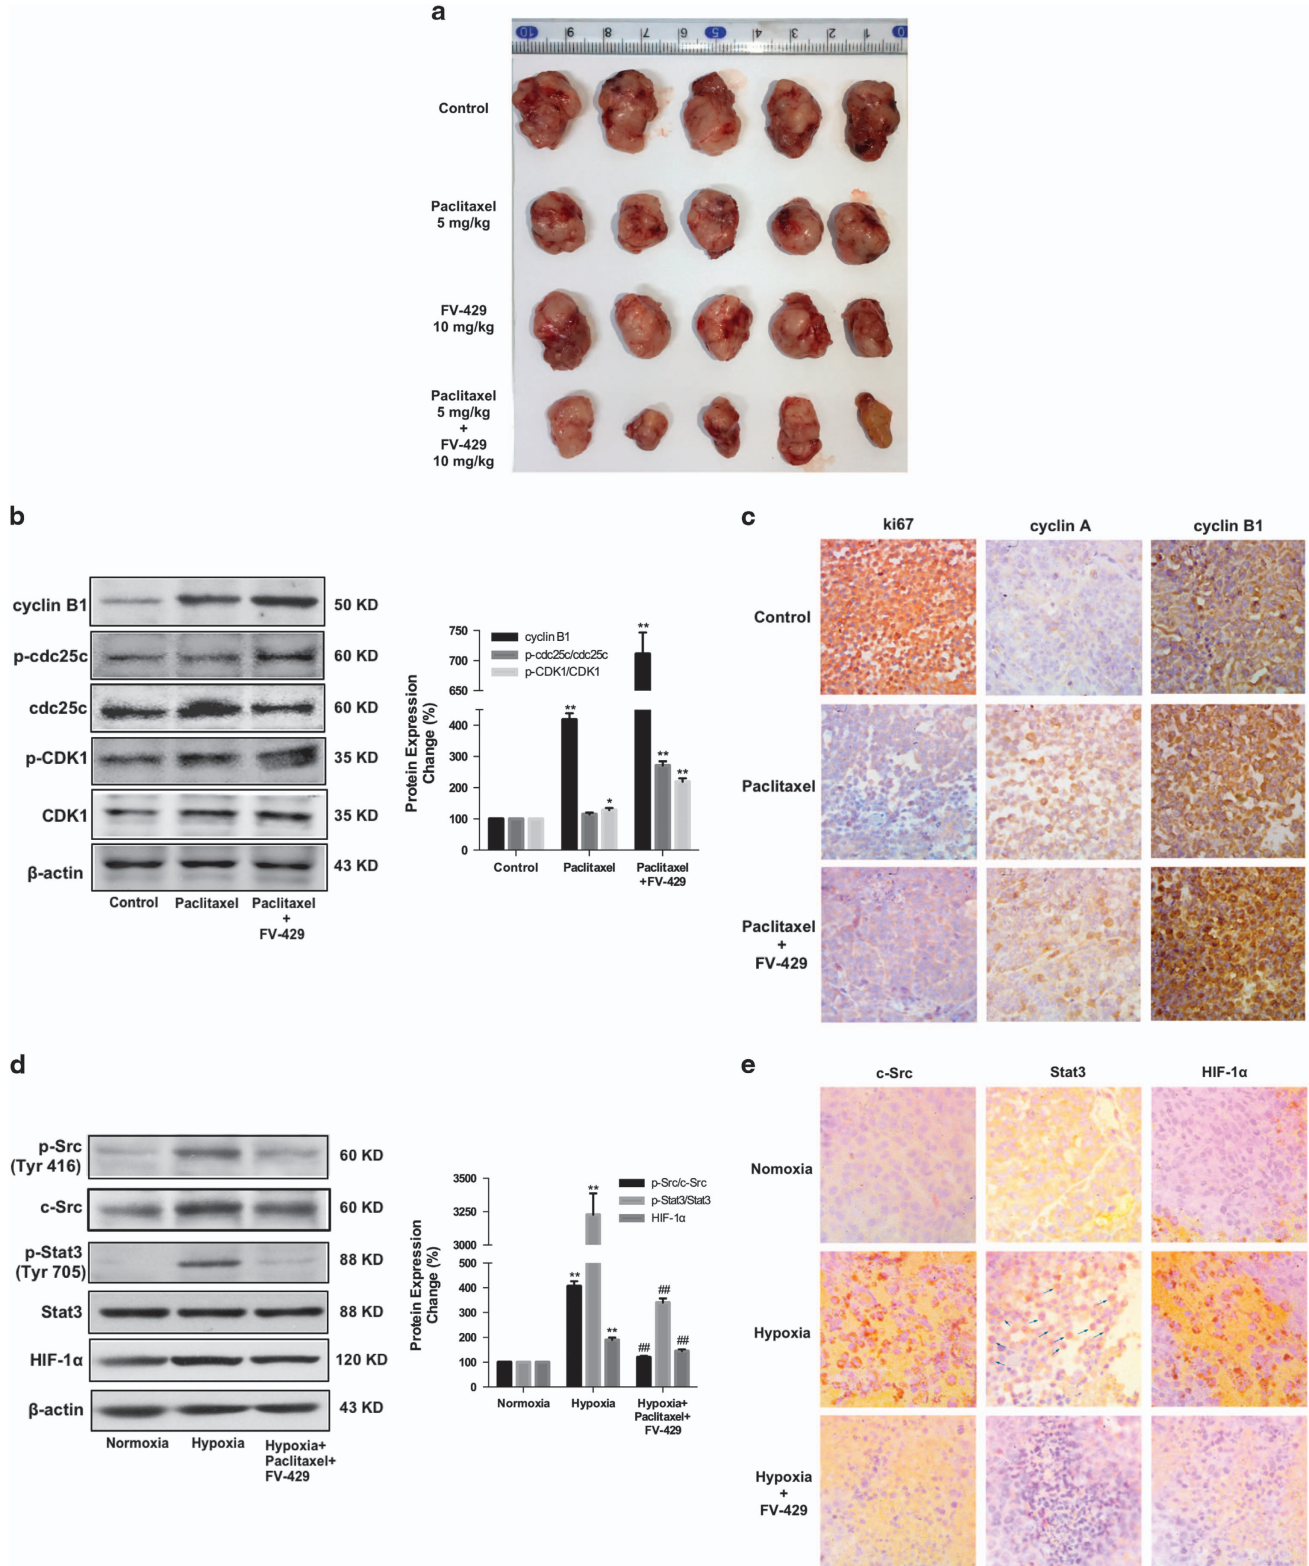 a
10 9 8 7 6 5 4 3 2 1 0
Control
Paclitaxel
5 mg/kg
FV-429
10 mg/kg
Paclitaxel
5 mg/kg
+
FV-429
10 mg/kg
b
cyclin B1
50 KD
p-cdc25c
60 KD
cdc25c
60 KD
p-CDK1
35 KD
CDK1
35 KD
β-actin
43 KD
Control
Paclitaxel
Paclitaxel
+
FV-429
Protein Expression
Change (%)
750
700
650
400
300
200
100
0
cyclin B1
p-cdc25c/cdc25c
p-CDK1/CDK1
**
*
**
**
**
Control
Paclitaxel
Paclitaxel
+FV-429
c
ki67
cyclin A
cyclin B1
Control
Paclitaxel
Paclitaxel
+
FV-429
d
p-Src
(Tyr 416)
60 KD
c-Src
60 KD
p-Stat3
(Tyr 705)
88 KD
Stat3
88 KD
HIF-1α
120 KD
β-actin
43 KD
Normoxia
Hypoxia
Hypoxia+
Paclitaxel+
FV-429
Protein Expression
Change (%)
3500
3250
3000
500
400
300
200
100
0
p-Src/c-Src
p-Stat3/Stat3
HIF-1α
**
**
**
##
##
##
Normoxia
Hypoxia
Hypoxia+
Paclitaxel+
FV-429
e
c-Src
Stat3
HIF-1α
Nomoxia
Hypoxia
Hypoxia
+
FV-429